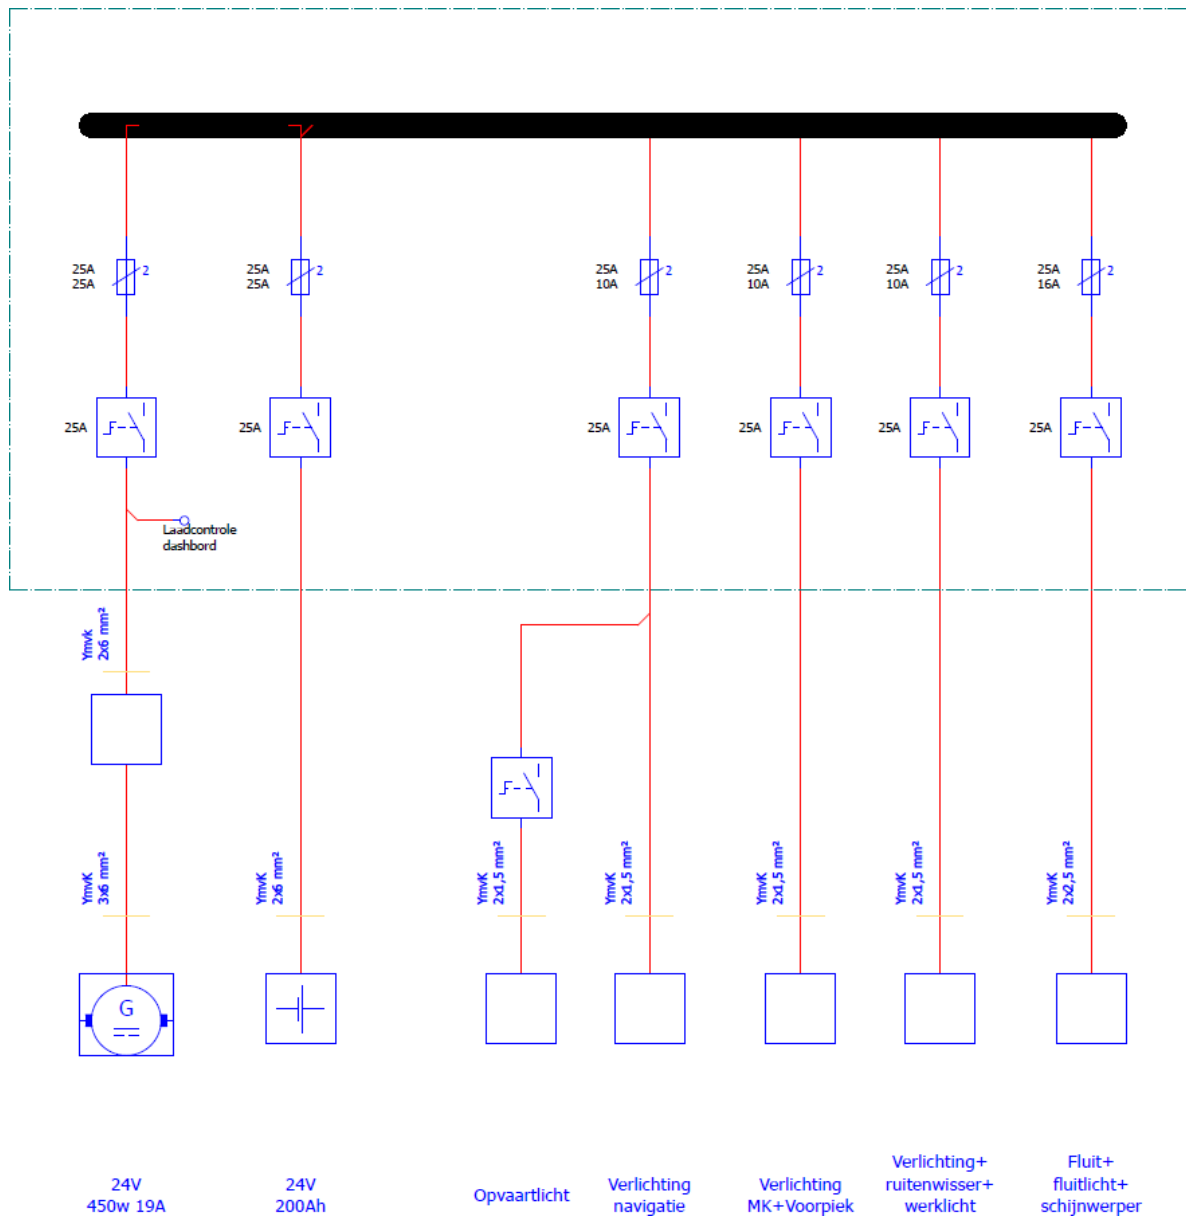 25A
25A
2
25A
25A
2
25A
10A
2
25A
10A
2
25A
10A
2
25A
16A
2
25A
25A
25A
25A
25A
25A
Laadcontrole
dashbord
Ymvk
2x6 mm²
YmvK
3x6 mm²
YmvK
2x6 mm²
YmvK
2x1,5 mm²
YmvK
2x1,5 mm²
YmvK
2x1,5 mm²
YmvK
2x1,5 mm²
YmvK
2x2,5 mm²
G
24V
450w 19A
24V
200Ah
Opvaartlicht
Verlichting
navigatie
Verlichting
MK+Voorpiek
Verlichting+
ruitenwisser+
werklicht
Fluit+
fluitlicht+
schijnwerper